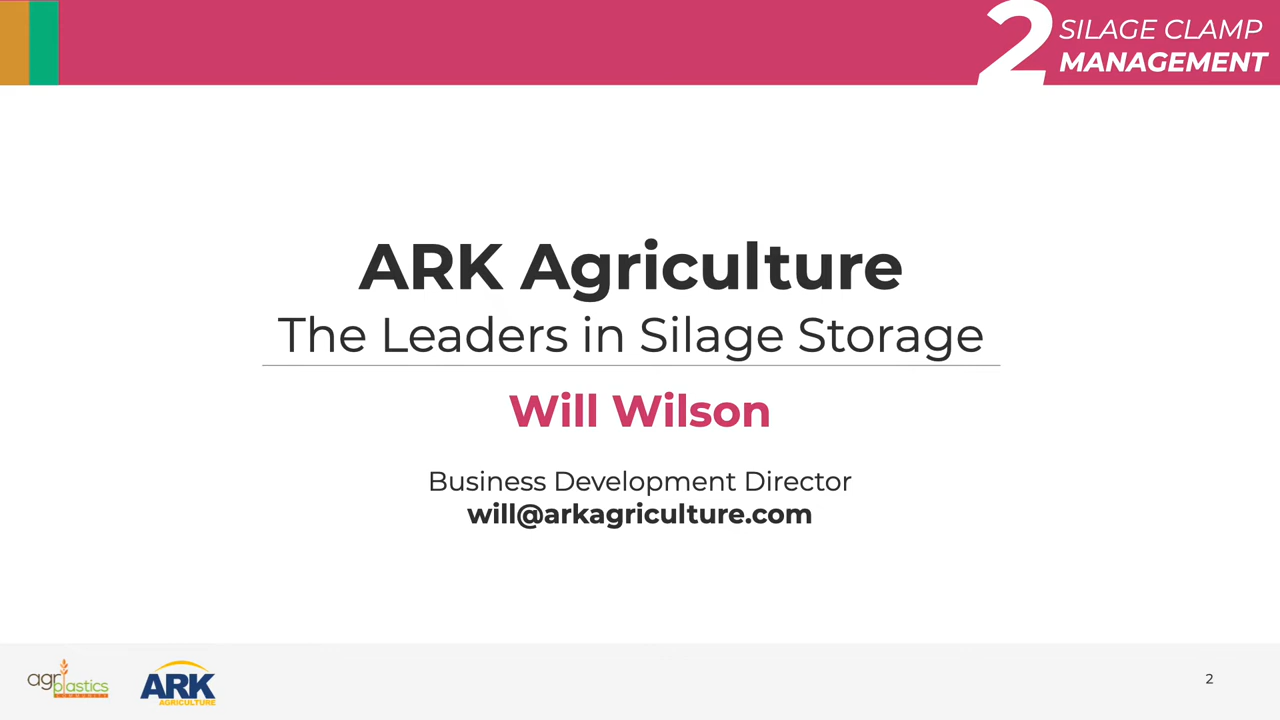 2 SILAGE CLAMP
MANAGEMENT
ARK Agriculture
The Leaders in Silage Storage
Will Wilson
Business Development Director
will@arkagriculture.com
agriplastics
COMMUNITY
ARK
AGRICULTURE
2